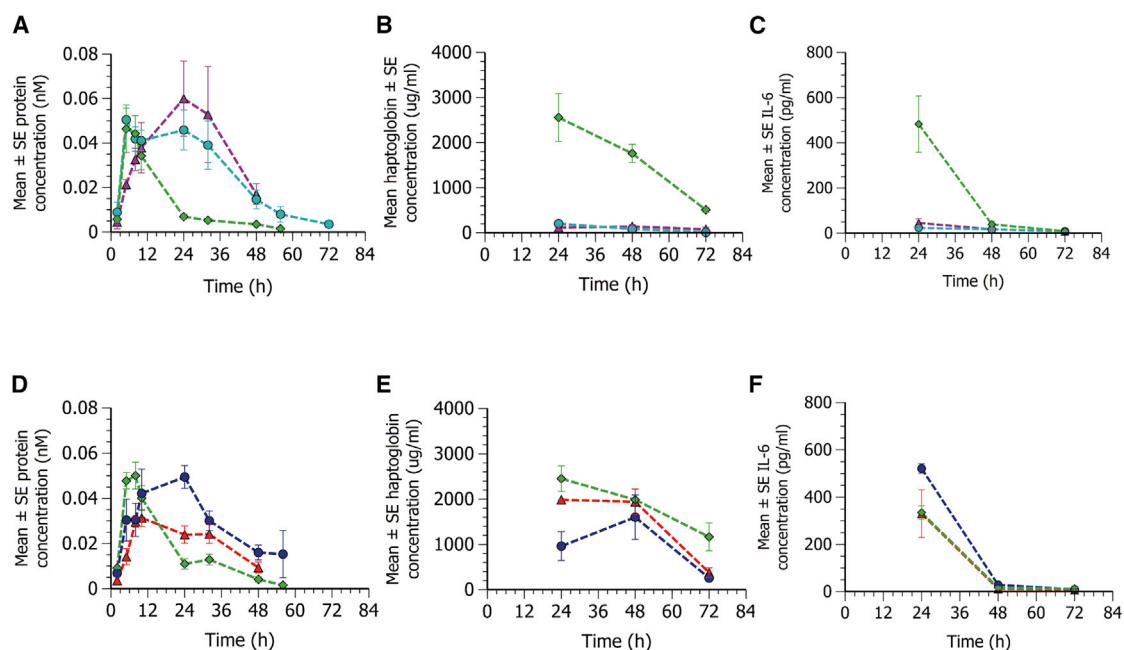 A
Mean ± SE protein
concentration (nM)
0.08
0.06
0.04
0.02
0
0 12 24 36 48 60 72 84
Time (h)
B
Mean haptoglobin ± SE
concentration (ug/ml)
4000
3000
2000
1000
0
0 12 24 36 48 60 72 84
Time (h)
C
Mean ± SE IL-6
concentration (pg/ml)
800
600
400
200
0
0 12 24 36 48 60 72 84
Time (h)
D
Mean ± SE protein
concentration (nM)
0.08
0.06
0.04
0.02
0
0 12 24 36 48 60 72 84
Time (h)
E
Mean ± SE haptoglobin
concentration (ug/ml)
4000
3000
2000
1000
0
0 12 24 36 48 60 72 84
Time (h)
F
Mean ± SE IL-6
concentration (pg/ml)
800
600
400
200
0
0 12 24 36 48 60 72 84
Time (h)